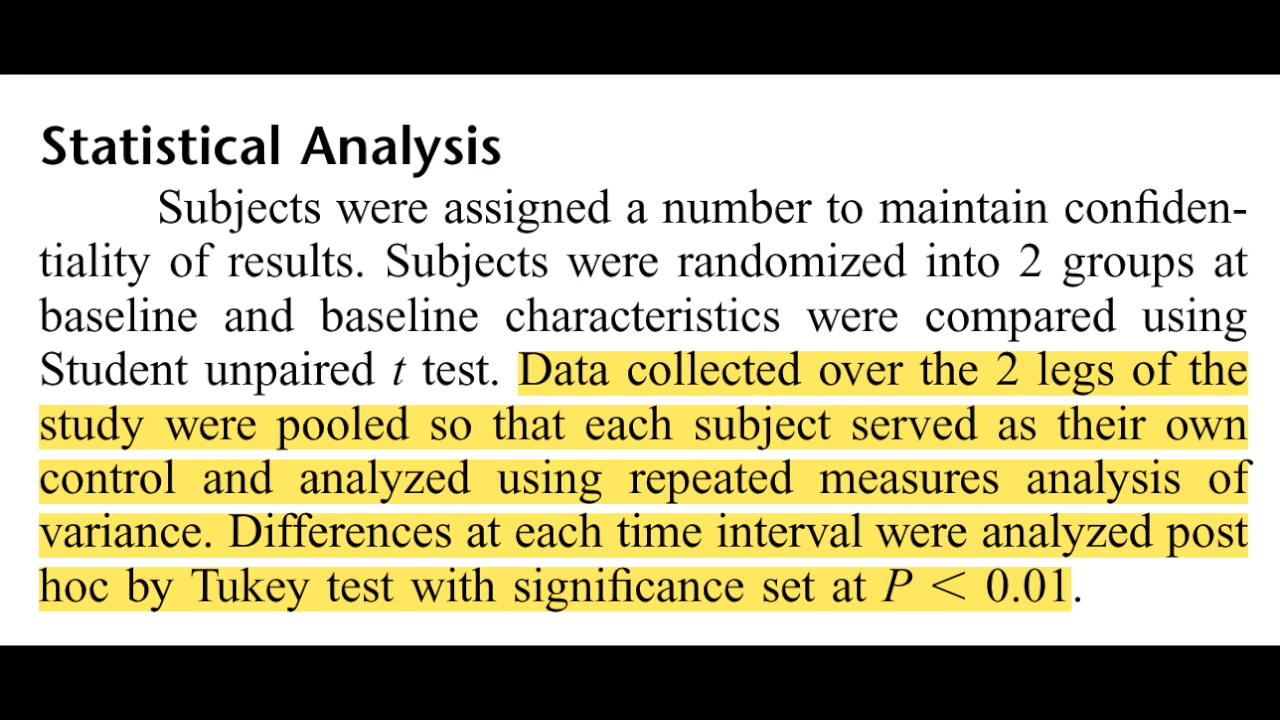 Statistical Analysis
Subjects were assigned a number to maintain confiden-
tiality of results. Subjects were randomized into 2 groups at
baseline and baseline characteristics were compared using
Student unpaired t test. Data collected over the 2 legs of the
study were pooled so that each subject served as their own
control and analyzed using repeated measures analysis of
variance. Differences at each time interval were analyzed post
hoc by Tukey test with significance set at P < 0.01.